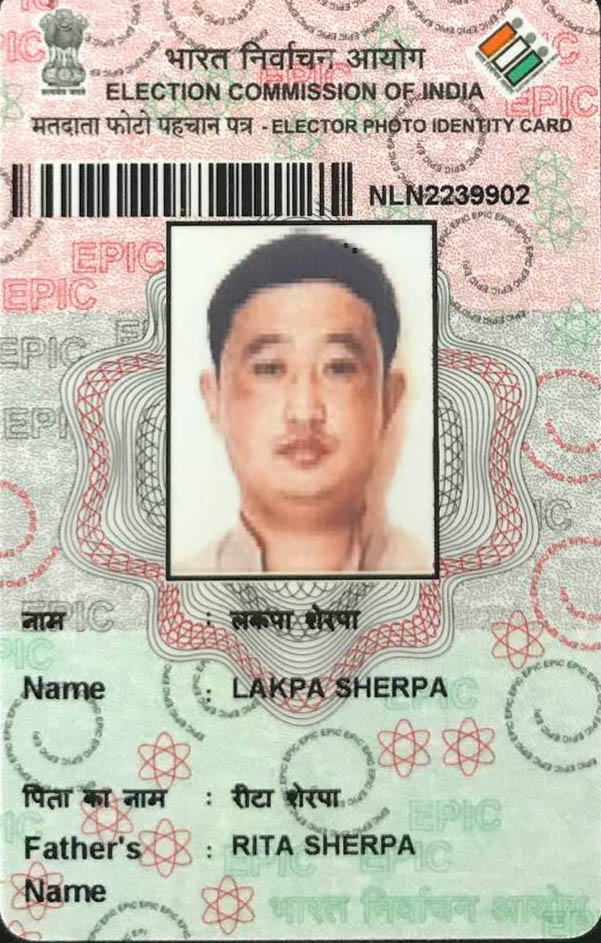 भारत निर्वाचन आयोग
ELECTION COMMISSION OF INDIA
मतदाता फोटो पहचान पत्र - ELECTOR PHOTO IDENTITY CARD
NLN2239902
नाम : लकपा शेरपा
Name : LAKPA SHERPA
पिता का नाम : रीटा शेरपा
Father's Name : RITA SHERPA
भारत निर्वाचन आयोग